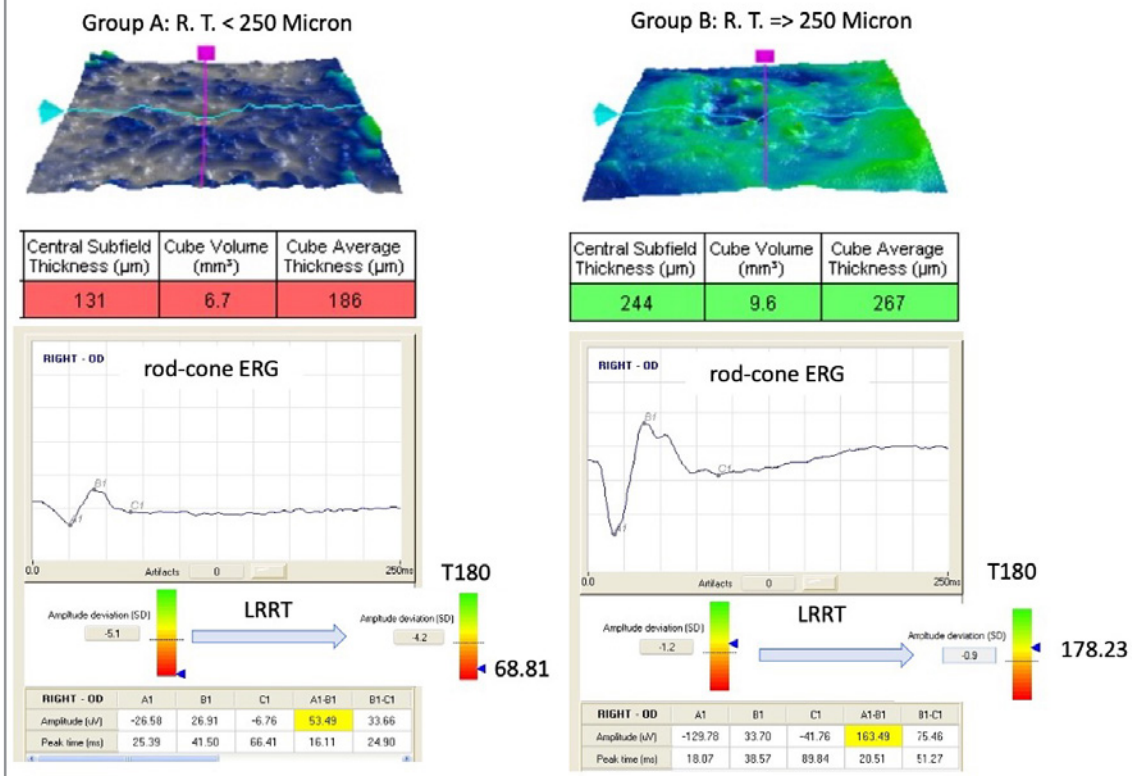 Group A: R. T. < 250 Micron
Central Subfield Thickness (µm) Cube Volume (mm³) Cube Average Thickness (µm)
131 6.7 186
RIGHT - OD
rod-cone ERG
B1
A1
C1
0.0 Artifacts 0 250ms
T180
Amplitude deviation (SD)
-5.1
LRRT
Amplitude deviation (SD)
-4.2
68.81
RIGHT - OD A1 B1 C1 A1-B1 B1-C1
Amplitude (uV) -26.58 26.91 -6.76 53.49 33.66
Peak time (ms) 25.39 41.50 66.41 16.11 24.90
Group B: R. T. => 250 Micron
Central Subfield Thickness (µm) Cube Volume (mm³) Cube Average Thickness (µm)
244 9.6 267
RIGHT - OD
rod-cone ERG
B1
A1
C1
0.0 Artifacts 0 250ms
T180
Amplitude deviation (SD)
-1.2
LRRT
Amplitude deviation (SD)
-0.9
178.23
RIGHT - OD A1 B1 C1 A1-B1 B1-C1
Amplitude (uV) -129.78 33.70 -41.76 163.49 75.46
Peak time (ms) 18.07 38.57 89.84 20.51 51.27